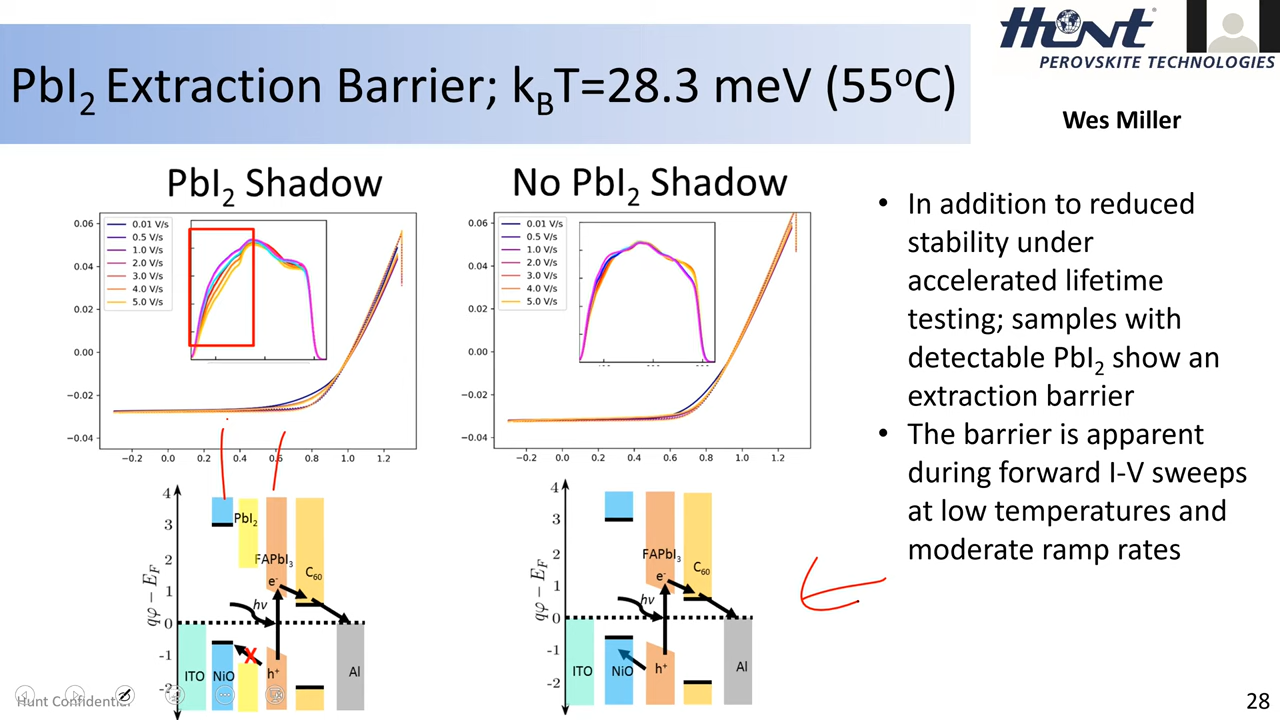 Hunt
PEROVSKITE TECHNOLOGIES
PbI2 Extraction Barrier; kBT=28.3 meV (55oC)
Wes Miller
PbI2 Shadow
No PbI2 Shadow
0.06
0.04
0.02
0.00
−0.02
−0.04
0.01 V/s
0.5 V/s
1.0 V/s
2.0 V/s
3.0 V/s
4.0 V/s
5.0 V/s
−0.2 0.0 0.2 0.4 0.6 0.8 1.0 1.2
0.06
0.04
0.02
0.00
−0.02
−0.04
0.01 V/s
0.5 V/s
1.0 V/s
2.0 V/s
3.0 V/s
4.0 V/s
5.0 V/s
−0.2 0.0 0.2 0.4 0.6 0.8 1.0 1.2
• In addition to reduced
stability under
accelerated lifetime
testing; samples with
detectable PbI2 show an
extraction barrier
• The barrier is apparent
during forward I-V sweeps
at low temperatures and
moderate ramp rates
qφ − EF
4
3
2
1
0
-1
-2
PbI2
FAPbI3
C60
e-
hν
X
h+
ITO
NiO
Al
qφ − EF
4
3
2
1
0
-1
-2
FAPbI3
C60
e-
hν
h+
ITO
NiO
Al
Hunt Confidential
28